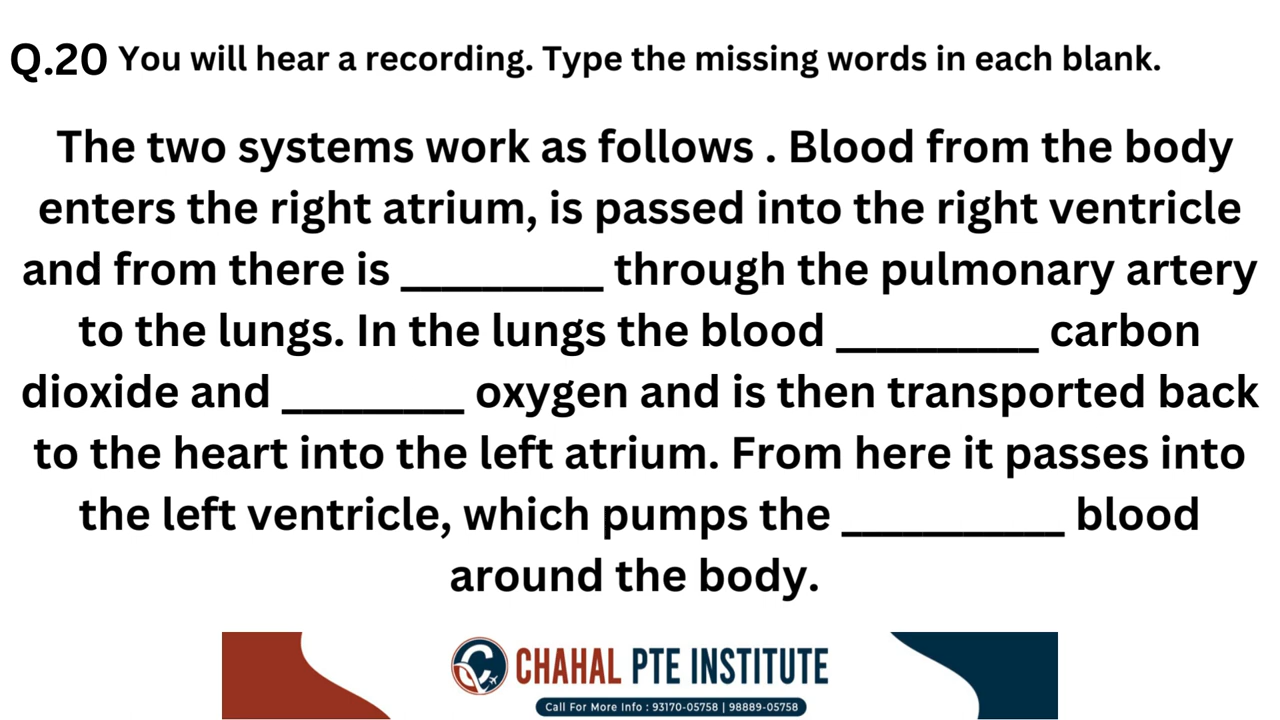 Q.20 You will hear a recording. Type the missing words in each blank.
The two systems work as follows . Blood from the body
enters the right atrium, is passed into the right ventricle
and from there is __________ through the pulmonary artery
to the lungs. In the lungs the blood __________ carbon
dioxide and _________ oxygen and is then transported back
to the heart into the left atrium. From here it passes into
the left ventricle, which pumps the ___________ blood
around the body.
CHAHAL PTE INSTITUTE
Call For More Info : 93170-05758 | 98889-05758